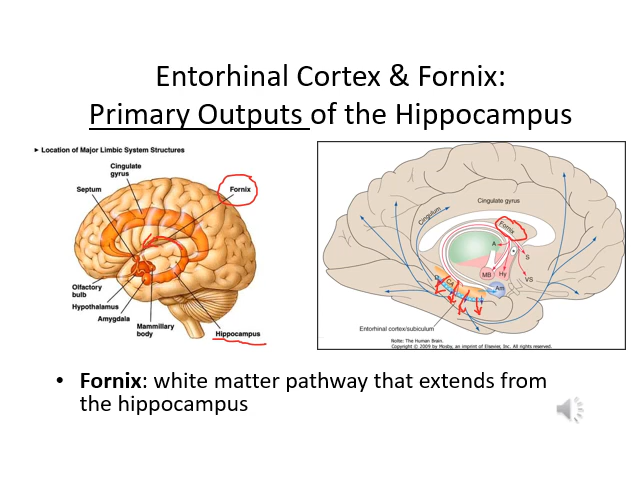 Entorhinal Cortex & Fornix:
Primary Outputs of the Hippocampus
► Location of Major Limbic System Structures
Cingulate
gyrus
Septum
Fornix
Olfactory
bulb
Hypothalamus
Amygdala
Mammillary
body
Hippocampus
Cingulate gyrus
Cingulum
Fornix
A
S
MB
Hy
VS
CA
Am
Entorhinal cortex/subiculum
Nolte: The Human Brain.
Copyright © 2009 by Mosby, an imprint of Elsevier, Inc. All rights reserved.
• Fornix: white matter pathway that extends from
the hippocampus